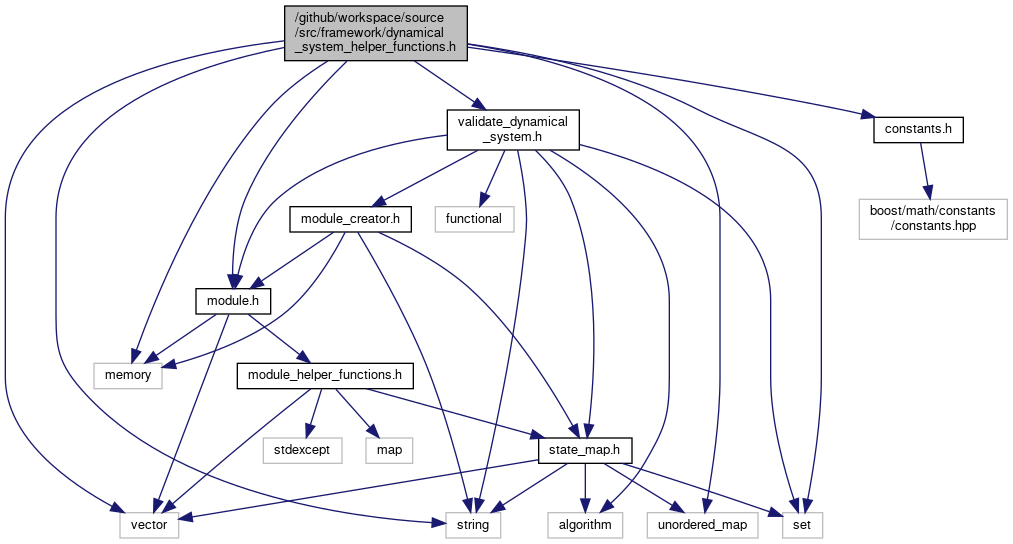 /github/workspace/source
/src/framework/dynamical
_system_helper_functions.h
validate_dynamical
_system.h
constants.h
module_creator.h
functional
boost/math/constants
/constants.hpp
module.h
memory
module_helper_functions.h
stdexcept
map
state_map.h
vector
string
algorithm
unordered_map
set